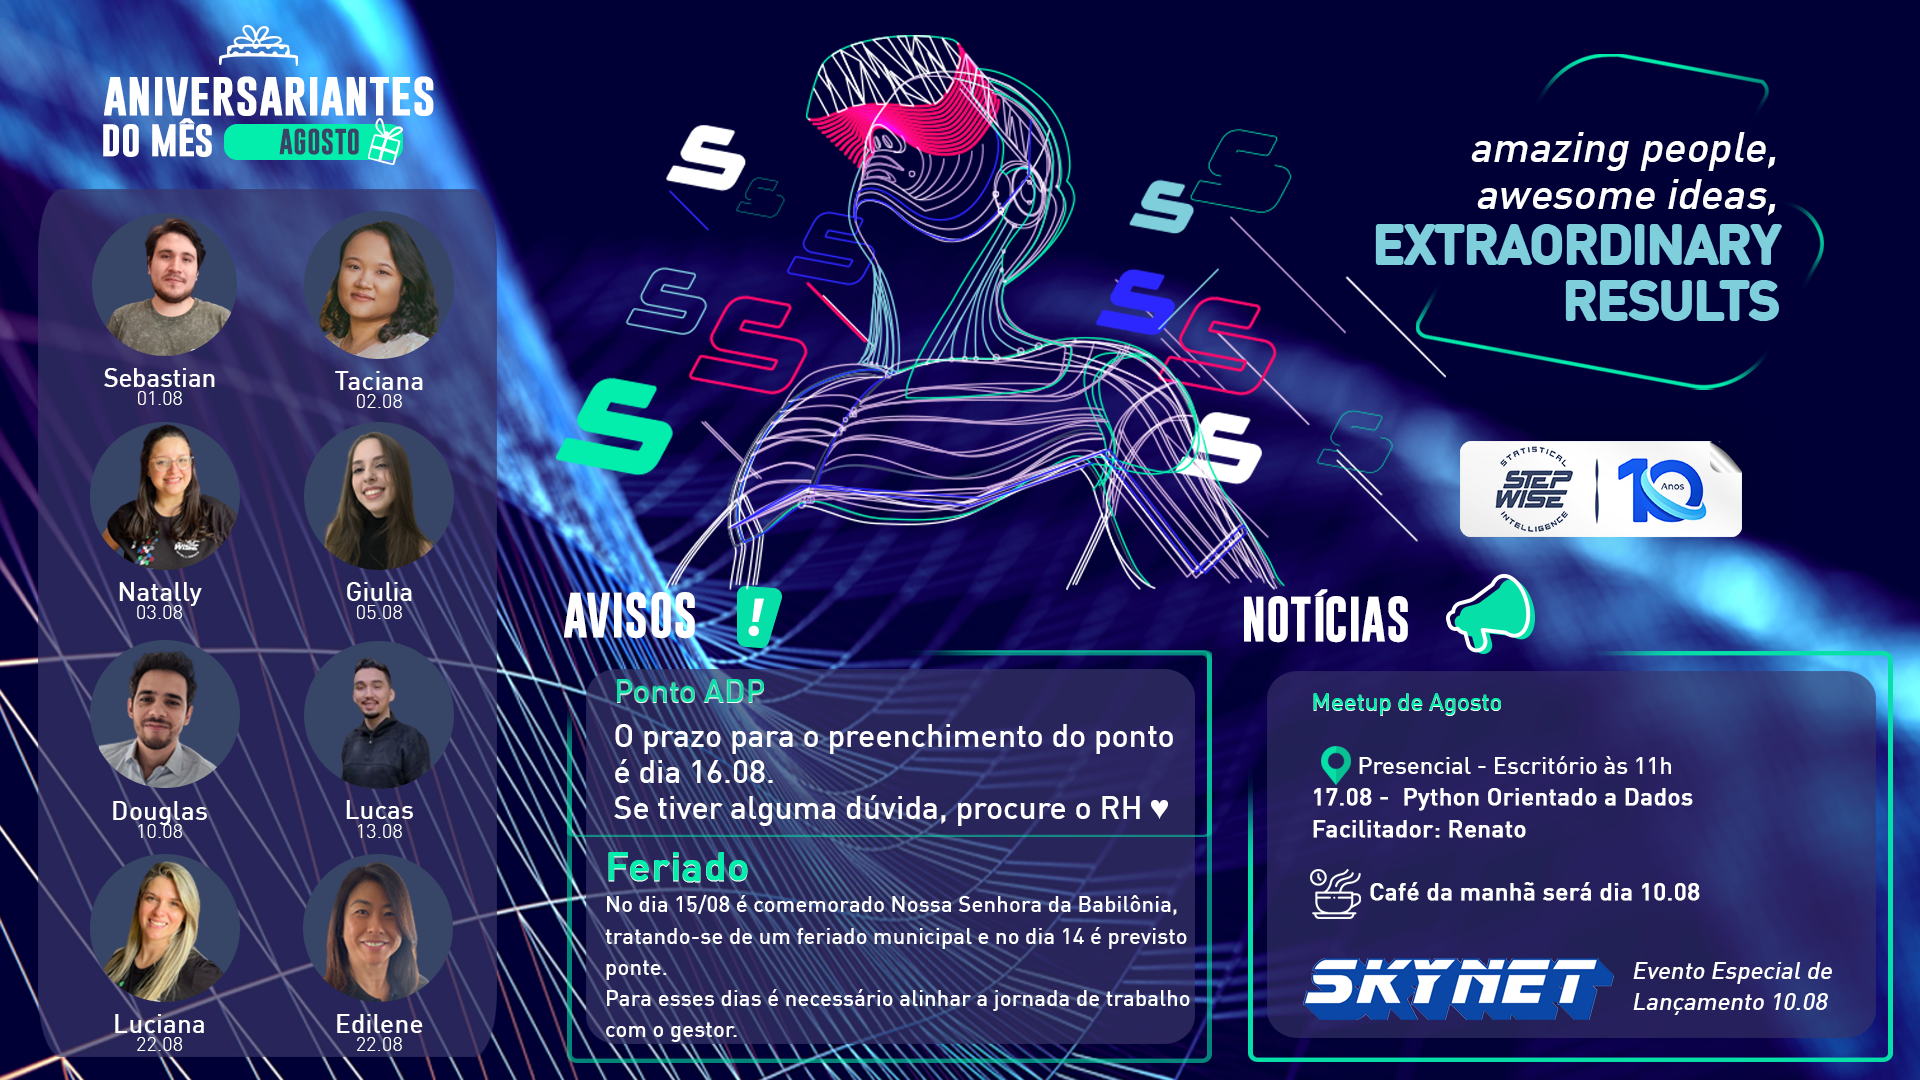 ANIVERSARIANTES
DO MÊS AGOSTO
Sebastian
01.08
Taciana
02.08
Natally
03.08
Giulia
05.08
Douglas
10.08
Lucas
13.08
Luciana
22.08
Edilene
22.08
amazing people,
awesome ideas,
EXTRAORDINARY
RESULTS
STATISTICAL
STEP
WISE
INTELLIGENCE
10
Anos
AVISOS !
Ponto ADP
O prazo para o preenchimento do ponto
é dia 16.08.
Se tiver alguma dúvida, procure o RH ♥
Feriado
No dia 15/08 é comemorado Nossa Senhora da Babilônia,
tratando-se de um feriado municipal e no dia 14 é previsto
ponte.
Para esses dias é necessário alinhar a jornada de trabalho
com o gestor.
NOTÍCIAS
Meetup de Agosto
Presencial - Escritório às 11h
17.08 - Python Orientado a Dados
Facilitador: Renato
Café da manhã será dia 10.08
SKYNET
Evento Especial de
Lançamento 10.08